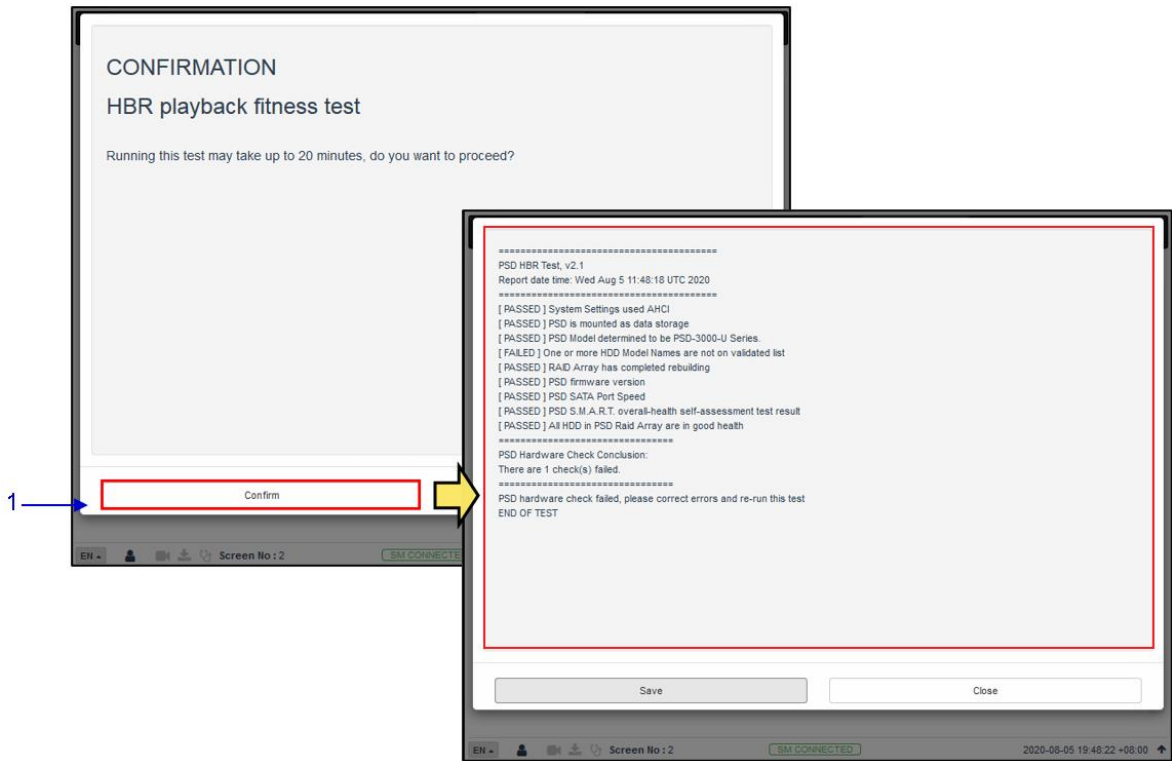 CONFIRMATION
HBR playback fitness test
Running this test may take up to 20 minutes, do you want to proceed?
1
Confirm
EN
Screen No : 2
SM CONNECTE
========================================
PSD HBR Test, v2.1
Report date time: Wed Aug 5 11:48:18 UTC 2020
========================================
[ PASSED ] System Settings used AHCI
[ PASSED ] PSD is mounted as data storage
[ PASSED ] PSD Model determined to be PSD-3000-U Series.
[ FAILED ] One or more HDD Model Names are not on validated list
[ PASSED ] RAID Array has completed rebuilding
[ PASSED ] PSD firmware version
[ PASSED ] PSD SATA Port Speed
[ PASSED ] PSD S.M.A.R.T. overall-health self-assessment test result
[ PASSED ] All HDD in PSD Raid Array are in good health
================================
PSD Hardware Check Conclusion:
There are 1 check(s) failed.
================================
PSD hardware check failed, please correct errors and re-run this test
END OF TEST
Save Close
EN Screen No : 2 SM CONNECTED 2020-08-05 19:48:22 +08:00